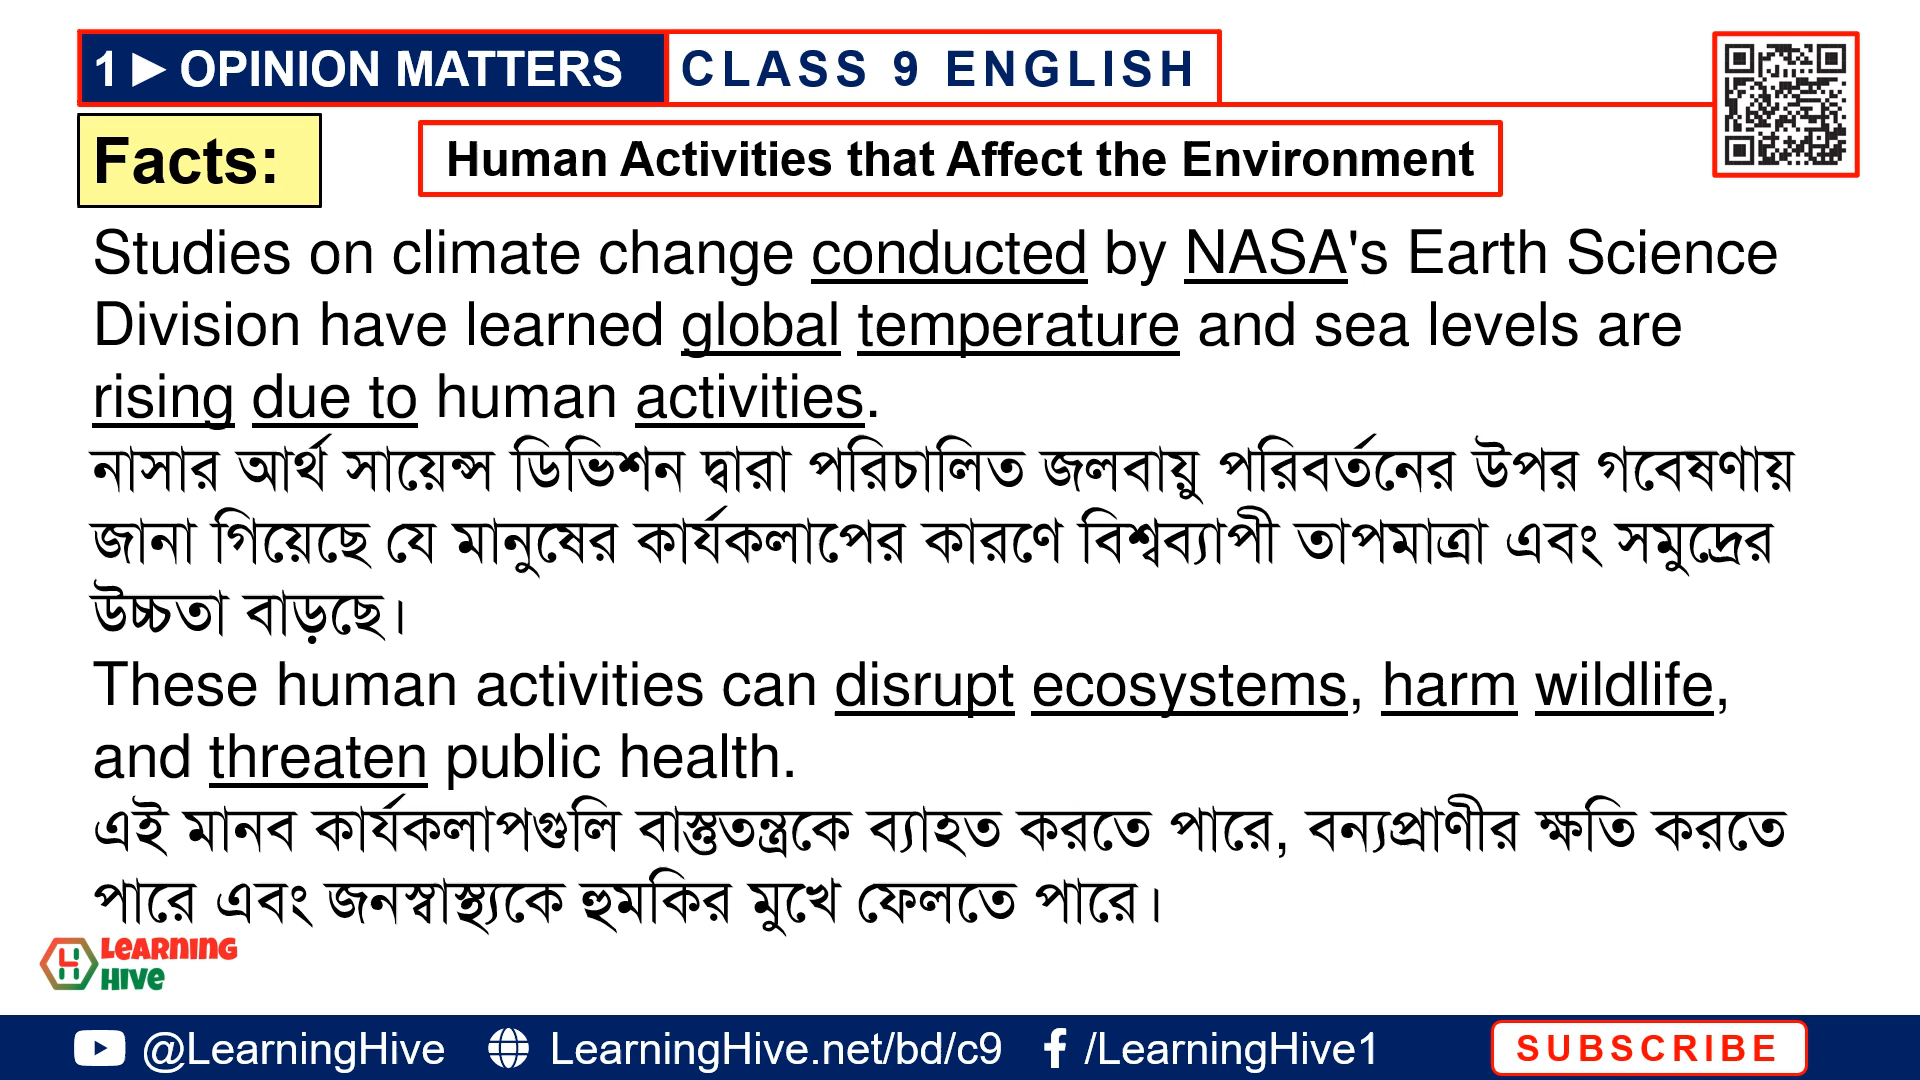 1 ► OPINION MATTERS CLASS 9 ENGLISH
Facts: Human Activities that Affect the Environment
Studies on climate change conducted by NASA's Earth Science
Division have learned global temperature and sea levels are
rising due to human activities.
নাসার আর্থ সায়েন্স ডিভিশন দ্বারা পরিচালিত জলবায়ু পরিবর্তনের উপর গবেষণায়
জানা গিয়েছে যে মানুষের কার্যকলাপের কারণে বিশ্বব্যাপী তাপমাত্রা এবং সমুদ্রের
উচ্চতা বাড়ছে।
These human activities can disrupt ecosystems, harm wildlife,
and threaten public health.
এই মানব কার্যকলাপগুলি বাস্তুতন্ত্রকে ব্যাহত করতে পারে, বন্যপ্রাণীর ক্ষতি করতে
পারে এবং জনস্বাস্থ্যকে হুমকির মুখে ফেলতে পারে।
LEARNING
HIVE
@LearningHive LearningHive.net/bd/c9 /LearningHive1 SUBSCRIBE